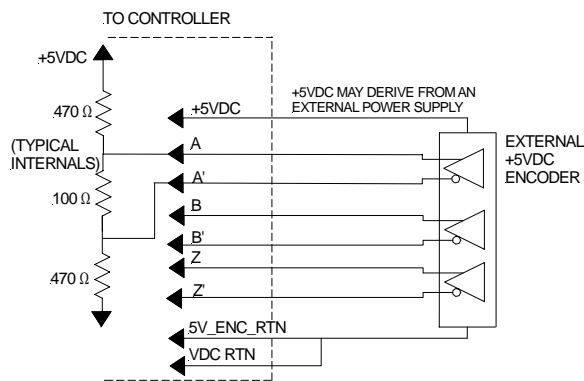 TO CONTROLLER
+5VDC
470 Ω
(TYPICAL
INTERNALS)
100 Ω
470 Ω
+5VDC
A
A'
B
B'
Z
Z'
5V_ENC_RTN
VDC RTN
+5VDC MAY DERIVE FROM AN
EXTERNAL POWER SUPPLY
EXTERNAL
+5VDC
ENCODER